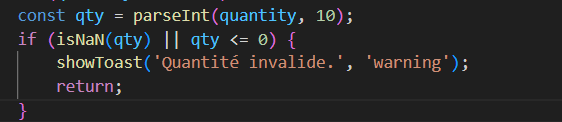 const qty = parseInt(quantity, 10);
if (isNaN(qty) || qty <= 0) {
    showToast('Quantité invalide.', 'warning');
    return;
}